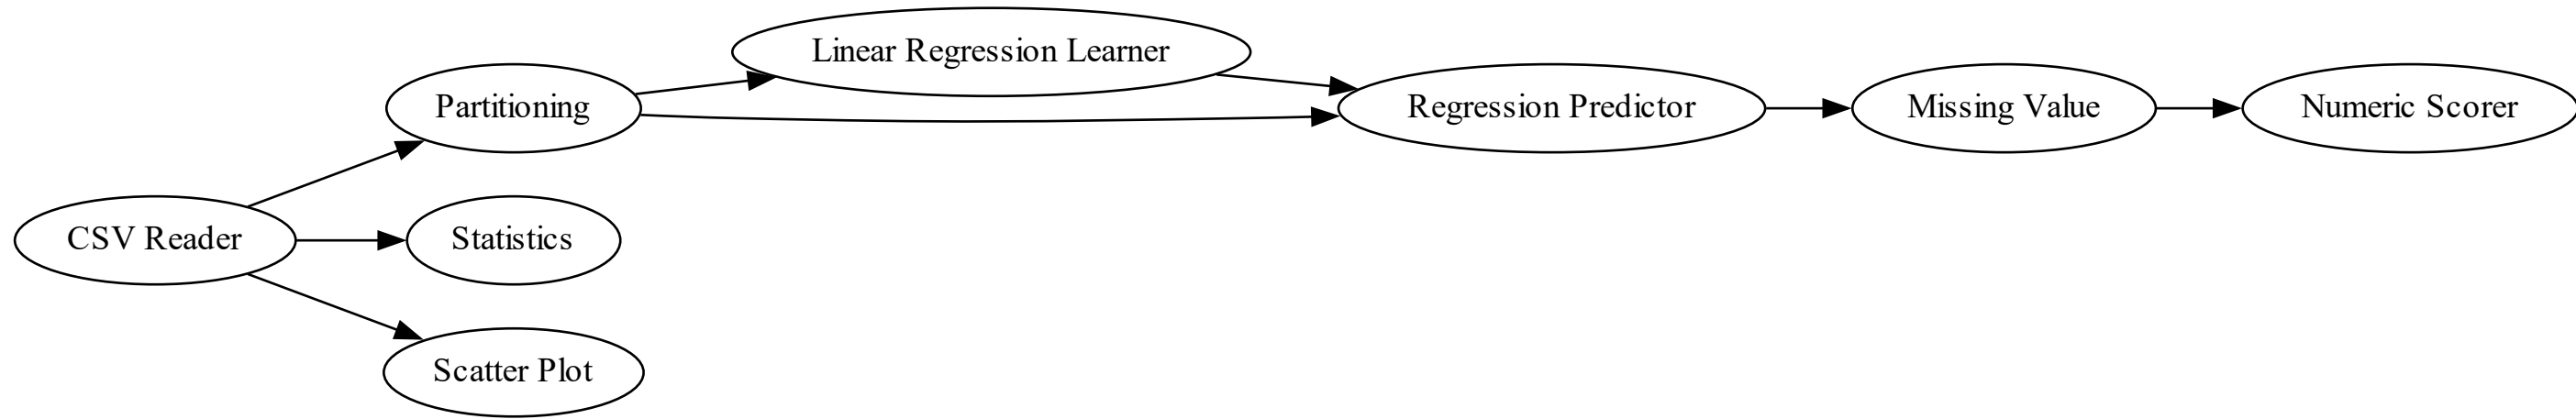 Linear Regression Learner
Partitioning
Regression Predictor
Missing Value
Numeric Scorer
CSV Reader
Statistics
Scatter Plot